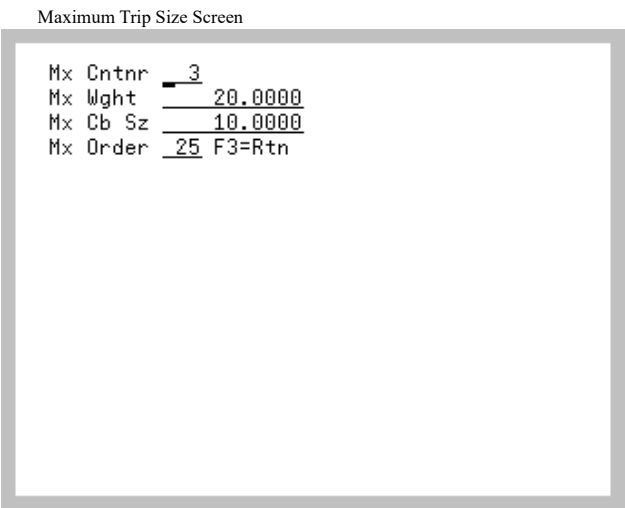 Maximum Trip Size Screen
Mx Cntnr 3
Mx Wght 20.0000
Mx Cb Sz 10.0000
Mx Order 25 F3=Rtn